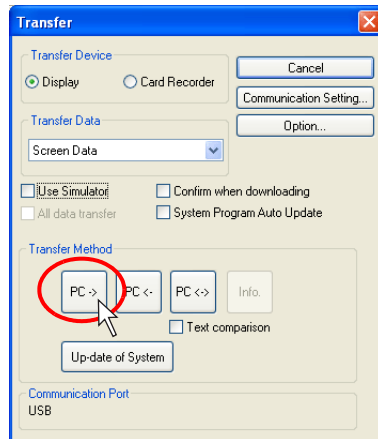 Transfer
Transfer Device
Display
Card Recorder
Cancel
Communication Setting...
Transfer Data
Option...
Screen Data
Use Simulator
Confirm when downloading
All data transfer
System Program Auto Update
Transfer Method
PC ->
PC <-
PC <->
Info.
Text comparison
Up-date of System
Communication Port
USB